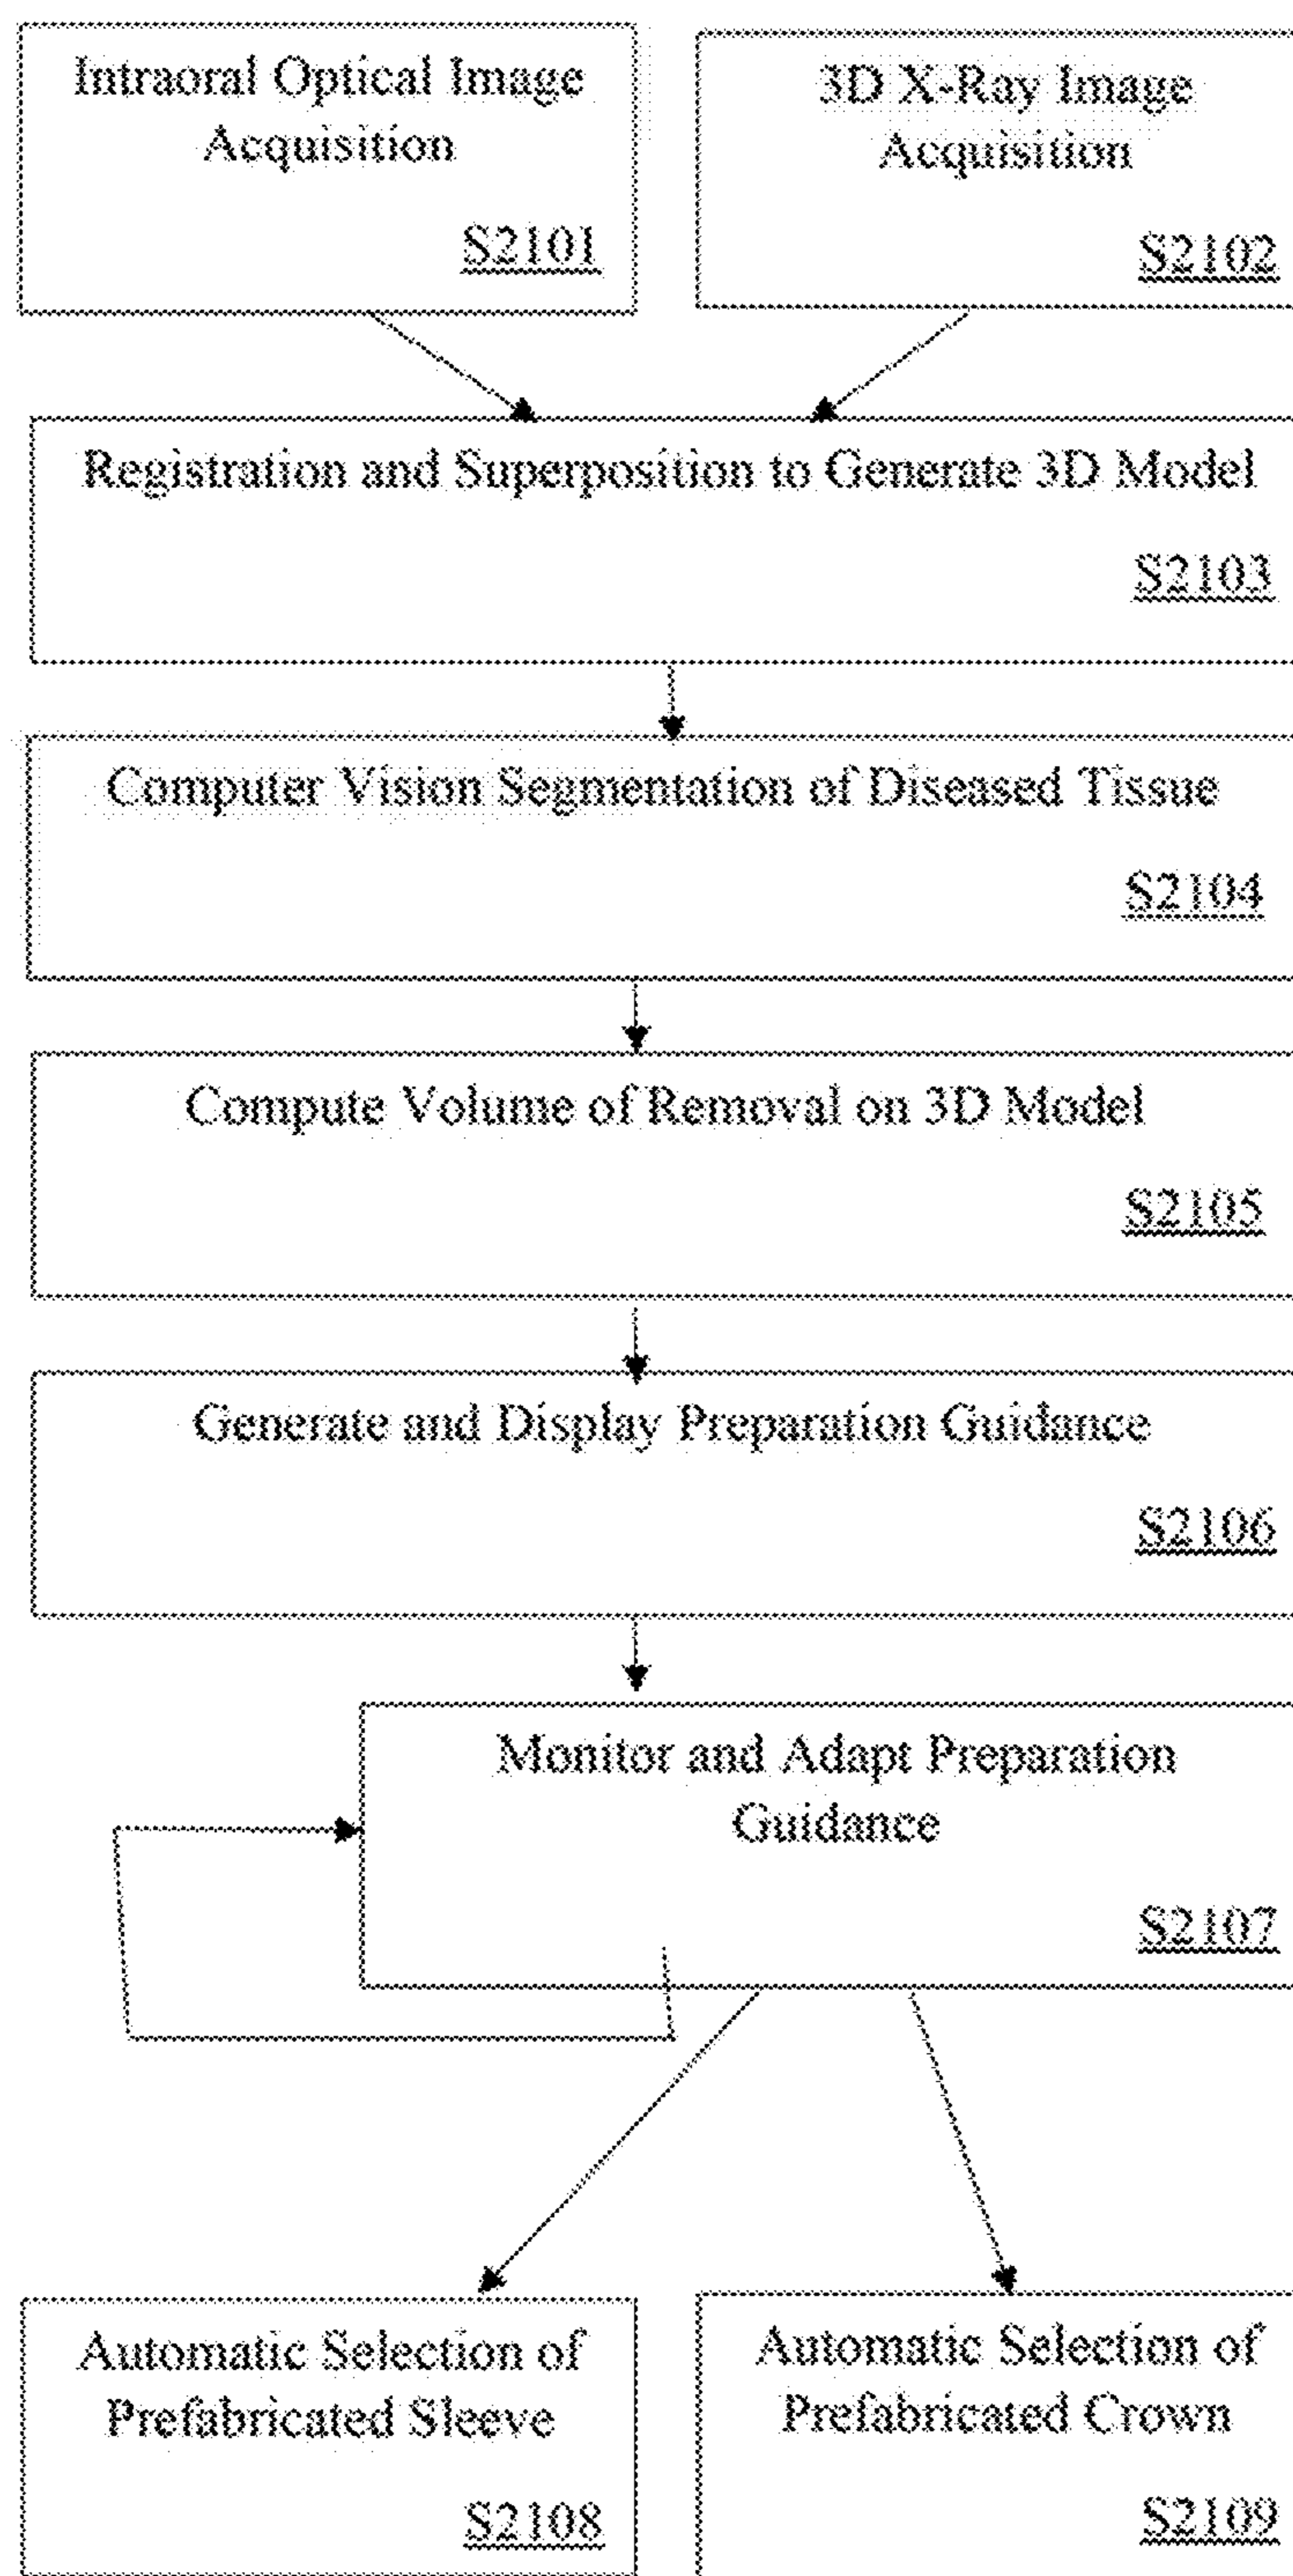 Intraoral Optical Image
Acquisition
S2101
3D X-Ray Image
Acquisition
S2102
Registration and Superposition to Generate 3D Model
S2103
Computer Vision Segmentation of Diseased Tissue
S2104
Compute Volume of Removal on 3D Model
S2105
Generate and Display Preparation Guidance
S2106
Monitor and Adapt Preparation
Guidance
S2107
Automatic Selection of
Prefabricated Sleeve
S2108
Automatic Selection of
Prefabricated Crown
S2109